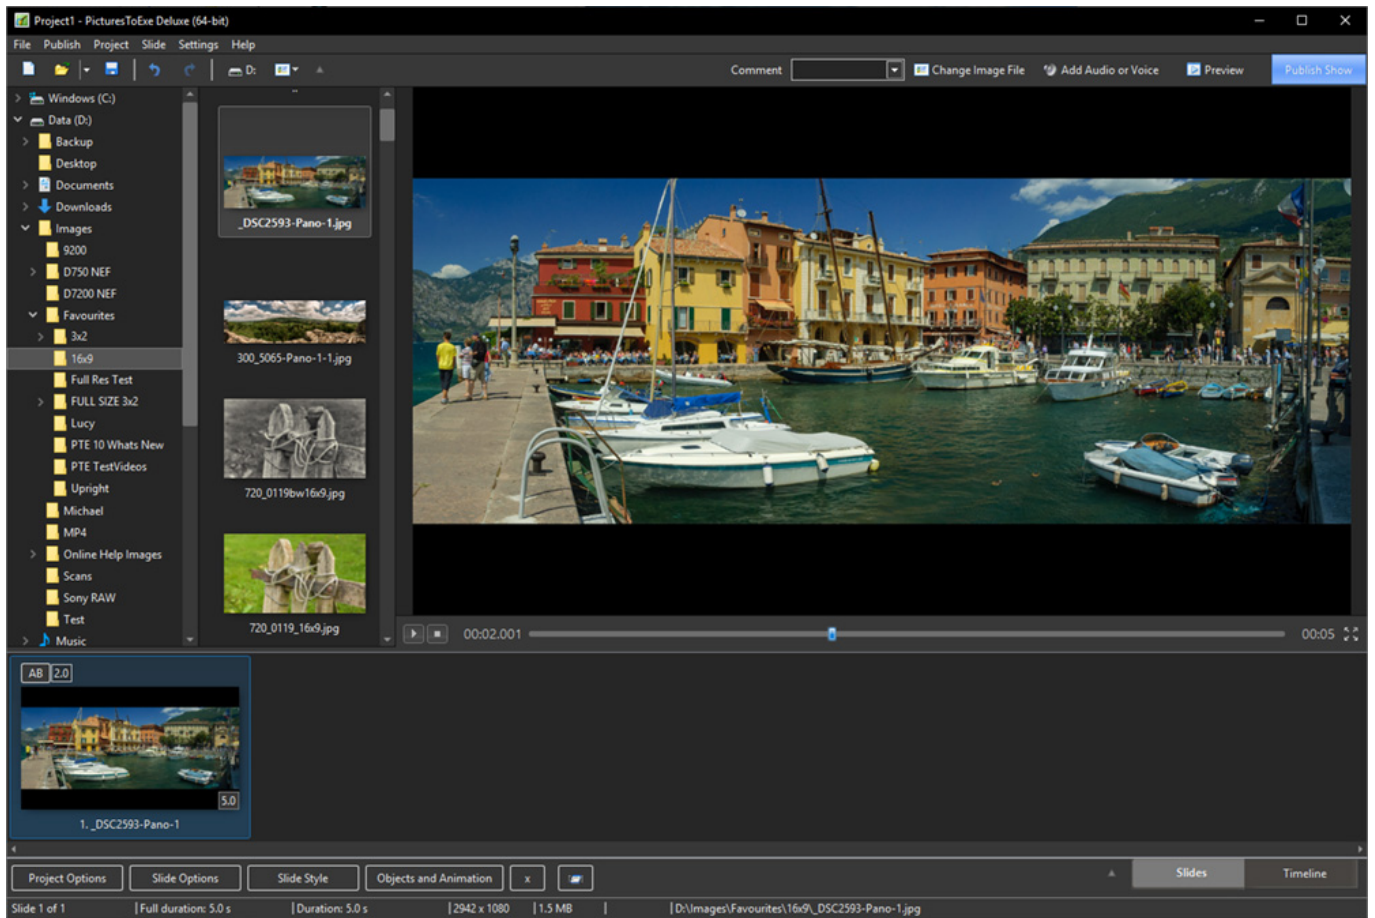 Project1 - PicturesToExe Deluxe (64-bit)
File Publish Project Slide Settings Help
D: Comment Change Image File Add Audio or Voice Preview Publish Show
Windows (C:)
Data (D:)
Backup
Desktop
Documents
Downloads
Images
9200
D750 NEF
D7200 NEF
Favourites
3x2
16x9
Full Res Test
FULL SIZE 3x2
Lucy
PTE 10 Whats New
PTE TestVideos
Upright
Michael
MP4
Online Help Images
Scans
Sony RAW
Test
Music
_DSC2593-Pano-1.jpg
300_5065-Pano-1-1.jpg
720_0119bw16x9.jpg
720_0119_16x9.jpg
00:02.001 00:05
AB 2.0
5.0
1. _DSC2593-Pano-1
Project Options Slide Options Slide Style Objects and Animation x Slides Timeline
Slide 1 of 1 |Full duration: 5.0 s |Duration: 5.0 s |2942 x 1080 |1.5 MB | |D:\Images\Favourites\16x9\_DSC2593-Pano-1.jpg